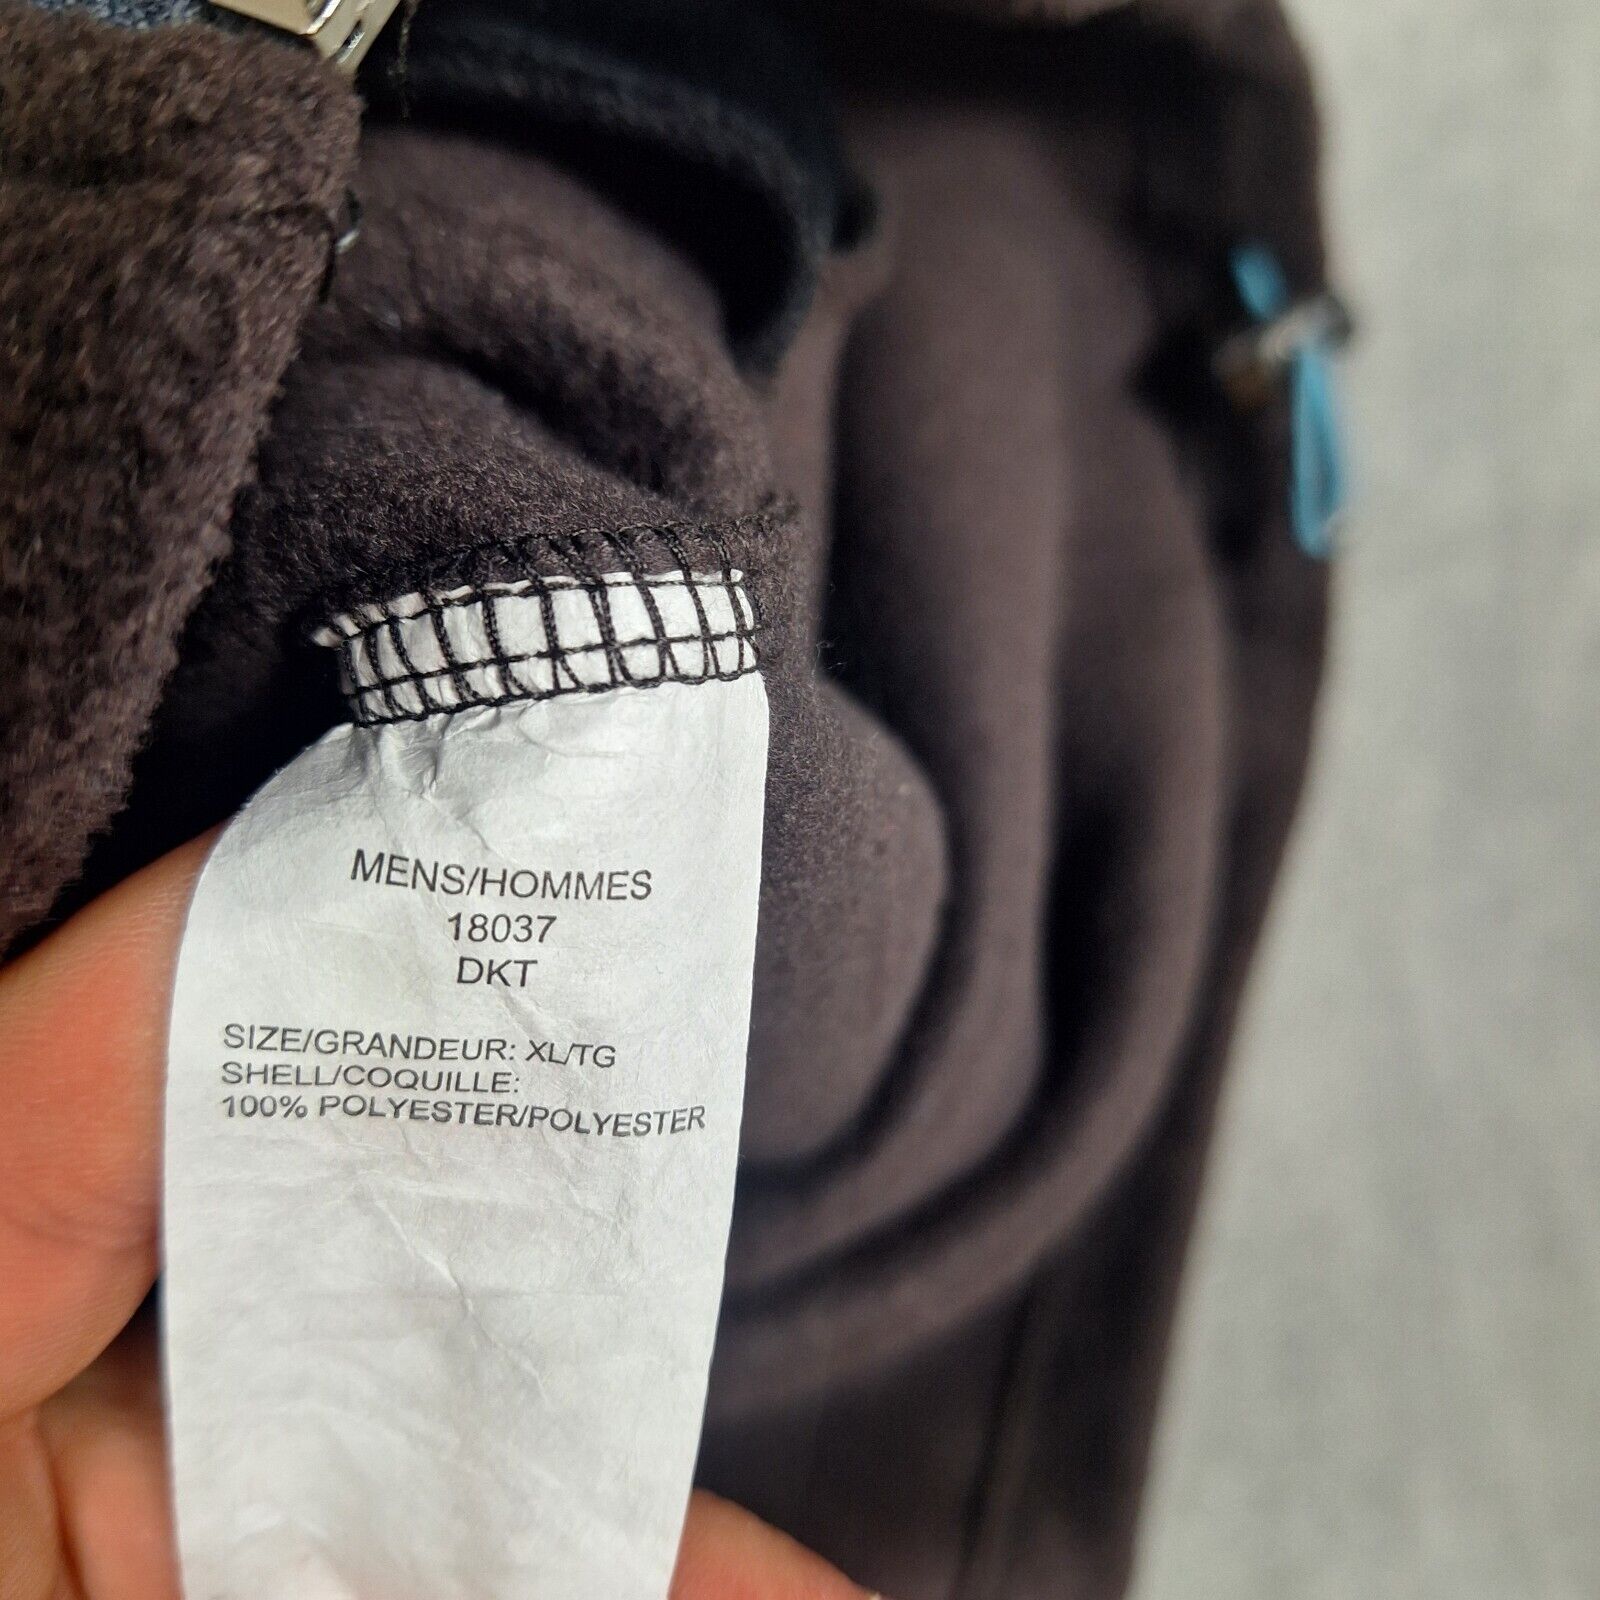 MENS/HOMMES
18037
DKT
SIZE/GRANDEUR: XL/TG
SHELL/COQUILLE:
100% POLYESTER/POLYESTER